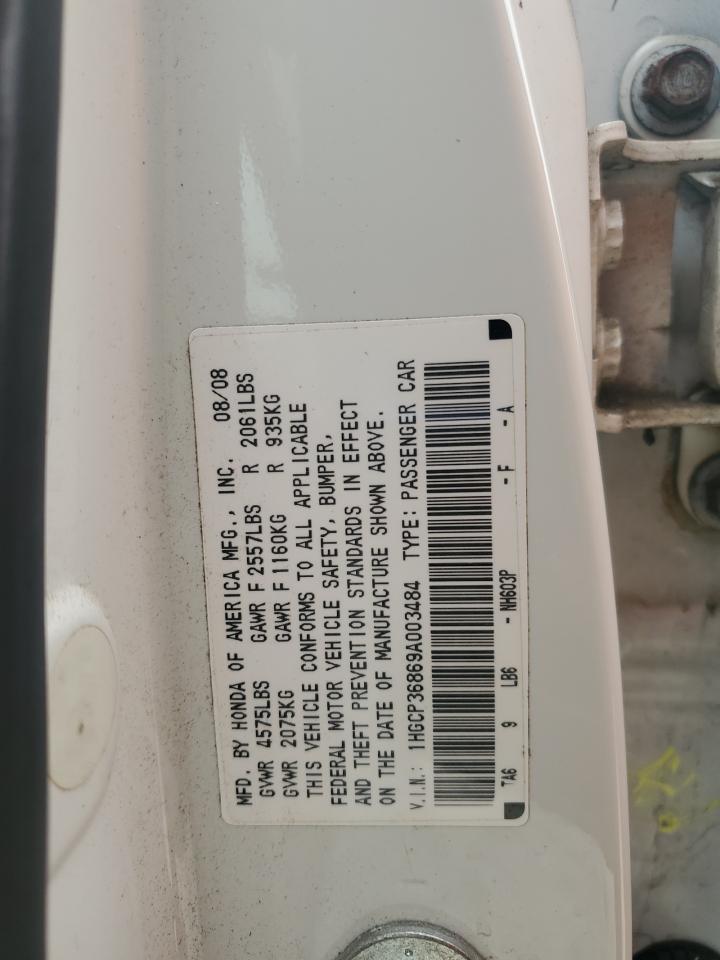 MFD. BY HONDA OF AMERICA MFG., INC. 08/08
GVWR 4575LBS GAWR F 2557LBS R 2061LBS
GVWR 2075KG GAWR F 1160KG R 935KG
THIS VEHICLE CONFORMS TO ALL APPLICABLE
FEDERAL MOTOR VEHICLE SAFETY, BUMPER,
AND THEFT PREVENTION STANDARDS IN EFFECT
ON THE DATE OF MANUFACTURE SHOWN ABOVE.
V.I.N.: 1HGCP36869A003484 TYPE: PASSENGER CAR
TA6 9 LB6 - NH603P - F - A